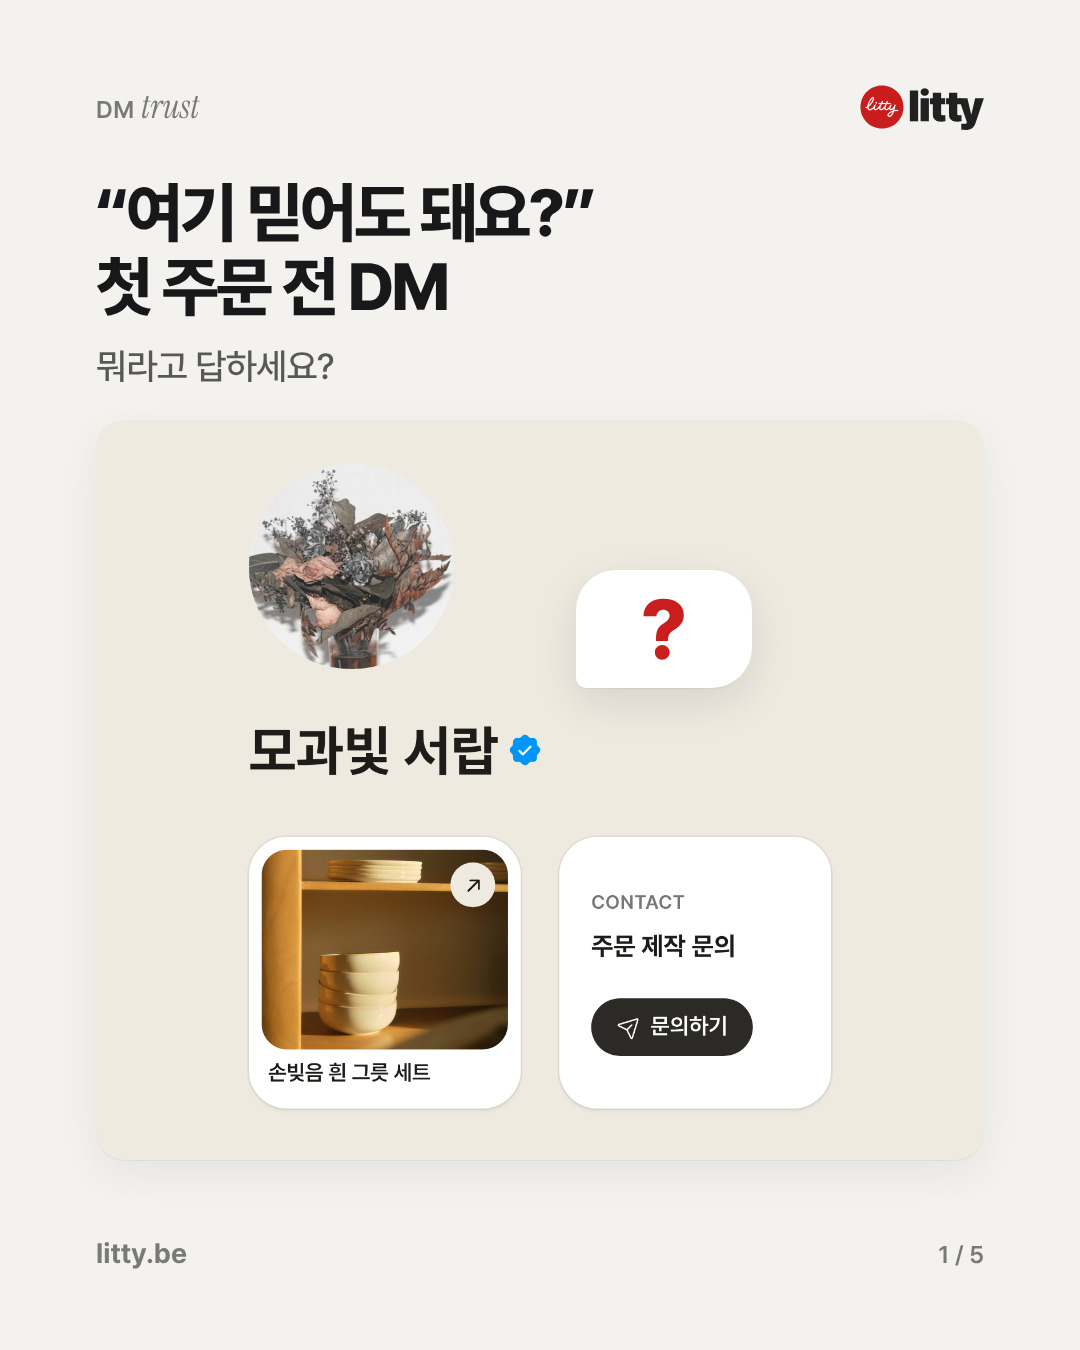 DM trust
litty litty
“여기 믿어도 돼요?”
첫 주문 전 DM
뭐라고 답하세요?
?
모과빛 서랍
손빚음 흰 그릇 세트
CONTACT
주문 제작 문의
문의하기
litty.be
1 / 5